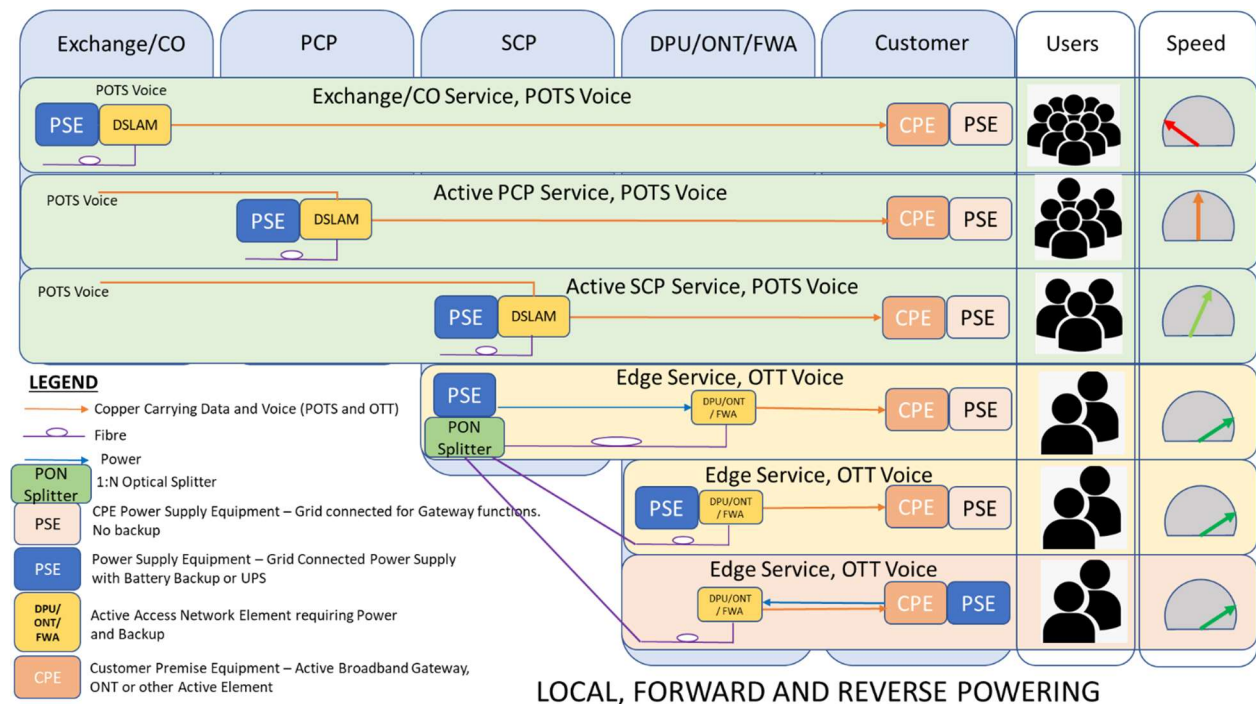 Exchange/CO
PCP
SCP
DPU/ONT/FWA
Customer
Users
Speed
POTS Voice
Exchange/CO Service, POTS Voice
PSE
DSLAM
CPE
PSE
POTS Voice
Active PCP Service, POTS Voice
PSE
DSLAM
CPE
PSE
POTS Voice
Active SCP Service, POTS Voice
PSE
DSLAM
CPE
PSE
Edge Service, OTT Voice
PSE
PON
Splitter
DPU/ONT
/ FWA
CPE
PSE
Edge Service, OTT Voice
PSE
DPU/ONT
/ FWA
CPE
PSE
Edge Service, OTT Voice
DPU/ONT
/ FWA
CPE
PSE
LEGEND
Copper Carrying Data and Voice (POTS and OTT)
Fibre
Power
PON
Splitter
1:N Optical Splitter
PSE
CPE Power Supply Equipment – Grid connected for Gateway functions.
No backup
PSE
Power Supply Equipment – Grid Connected Power Supply
with Battery Backup or UPS
DPU/
ONT/
FWA
Active Access Network Element requiring Power
and Backup
CPE
Customer Premise Equipment – Active Broadband Gateway,
ONT or other Active Element
LOCAL, FORWARD AND REVERSE POWERING